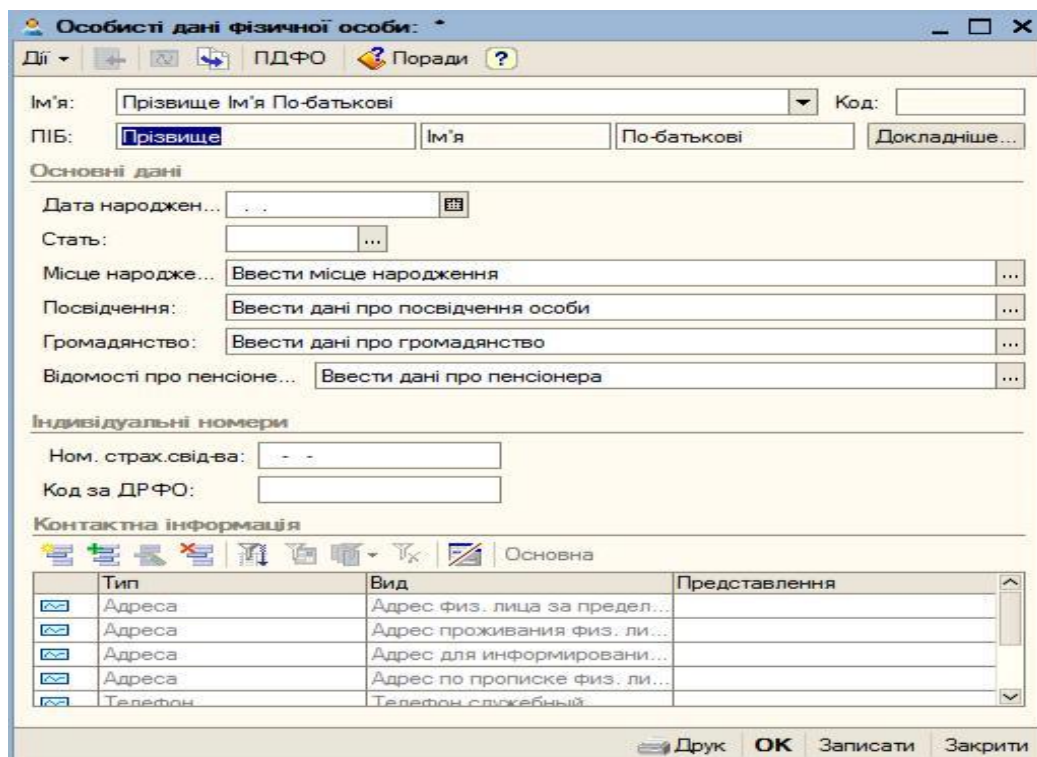 Особисті дані фізичної особи: *
Дії ПДФО Поради ?
Ім'я: Прізвище Ім'я По-батькові Код:
ПІБ: Прізвище Ім'я По-батькові Докладніше...
Основні дані
Дата народжен... . .
Стать: ...
Місце народже... Ввести місце народження ...
Посвідчення: Ввести дані про посвідчення особи ...
Громадянство: Ввести дані про громадянство ...
Відомості про пенсіоне... Ввести дані про пенсіонера ...
Індивідуальні номери
Ном. страх.свід-ва: - -
Код за ДРФО:
Контактна інформація
Основна
Тип Вид Представлення
Адреса Адрес физ. лица за предел...
Адреса Адрес проживания физ. ли...
Адреса Адрес для информировани...
Адреса Адрес по прописке физ. ли...
Телефон Телефон служебный
Друк OK Записати Закрити